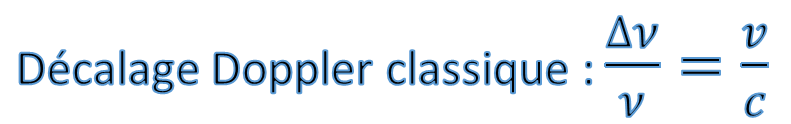 Décalage Doppler classique : Δν/ν = v/c